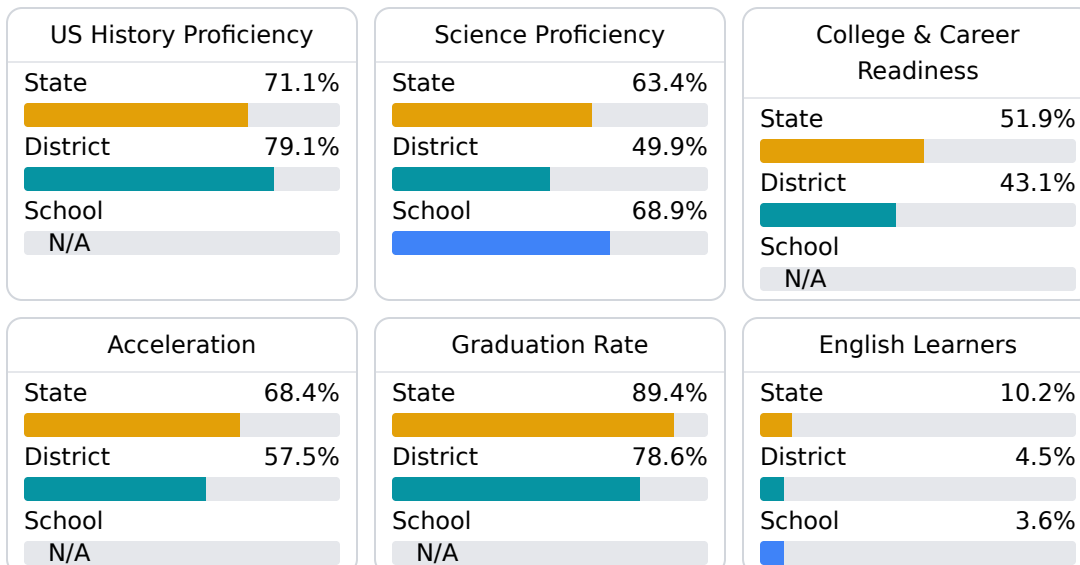 US History Proficiency
State 71.1%
District 79.1%
School
N/A
Science Proficiency
State 63.4%
District 49.9%
School 68.9%
College & Career
Readiness
State 51.9%
District 43.1%
School
N/A
Acceleration
State 68.4%
District 57.5%
School
N/A
Graduation Rate
State 89.4%
District 78.6%
School
N/A
English Learners
State 10.2%
District 4.5%
School 3.6%